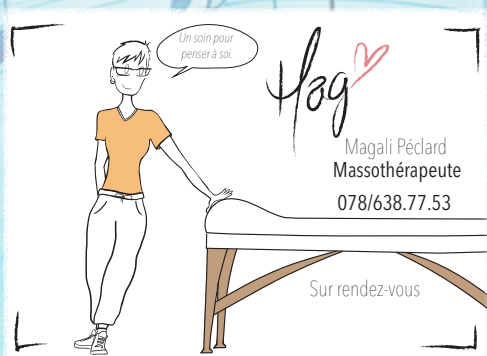 Un soin pour
penser à soi.
Mag
Magali Péclard
Massothérapeute
078/638.77.53
Sur rendez-vous